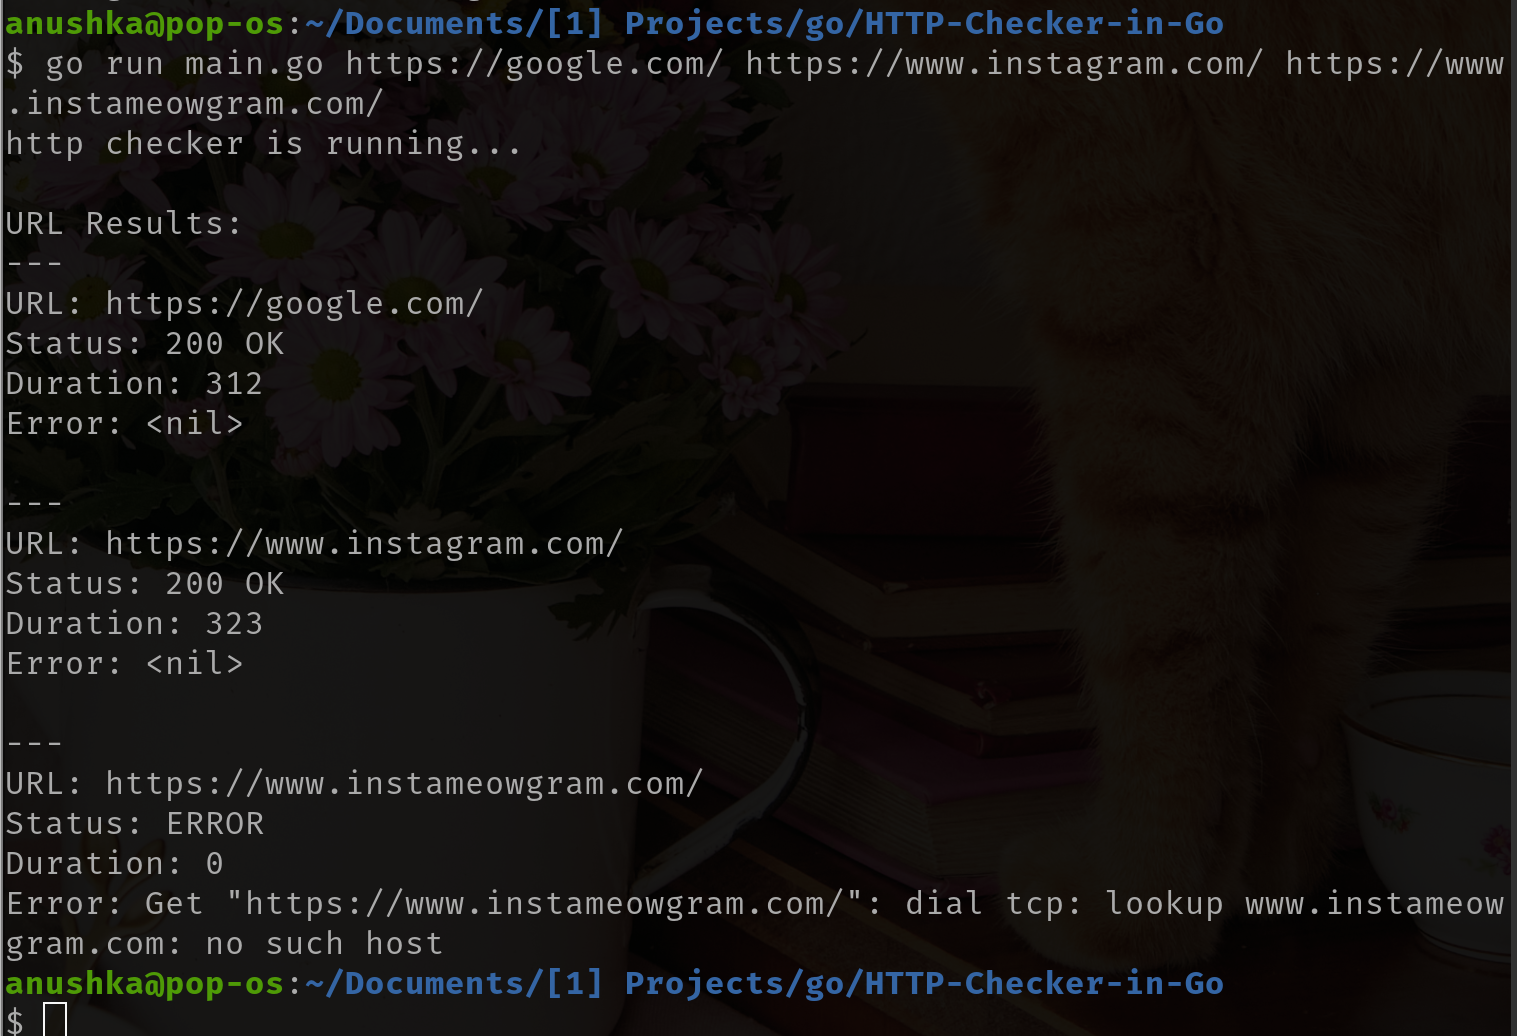 anushka@pop-os:~/Documents/[1] Projects/go/HTTP-Checker-in-Go
$ go run main.go https://google.com/ https://www.instagram.com/ https://www
.instameowgram.com/
http checker is running...
URL Results:
---
URL: https://google.com/
Status: 200 OK
Duration: 312
Error: <nil>
---
URL: https://www.instagram.com/
Status: 200 OK
Duration: 323
Error: <nil>
---
URL: https://www.instameowgram.com/
Status: ERROR
Duration: 0
Error: Get "https://www.instameowgram.com/": dial tcp: lookup www.instameow
gram.com: no such host
anushka@pop-os:~/Documents/[1] Projects/go/HTTP-Checker-in-Go
$